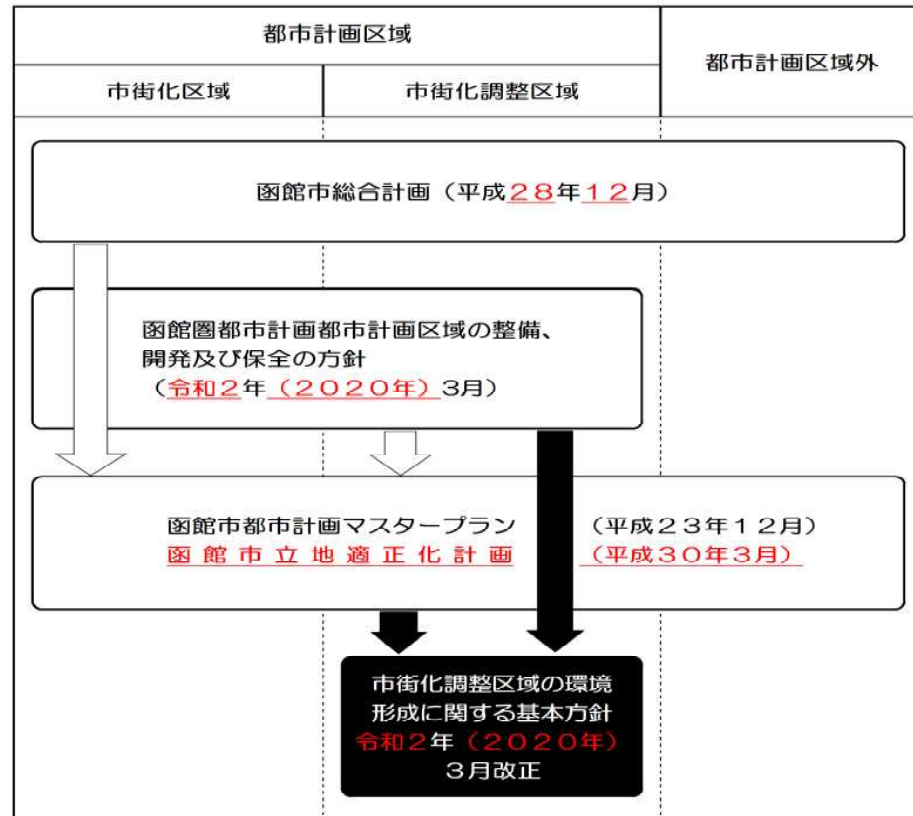 都市計画区域
都市計画区域外
市街化区域
市街化調整区域
函館市総合計画（平成２８年１２月）
函館圏都市計画都市計画区域の整備、
開発及び保全の方針
（令和２年（２０２０年）３月）
函館市都市計画マスタープラン　（平成２３年１２月）
函館市立地適正化計画　（平成３０年３月）
市街化調整区域の環境
形成に関する基本方針
令和２年（２０２０年）
３月改正